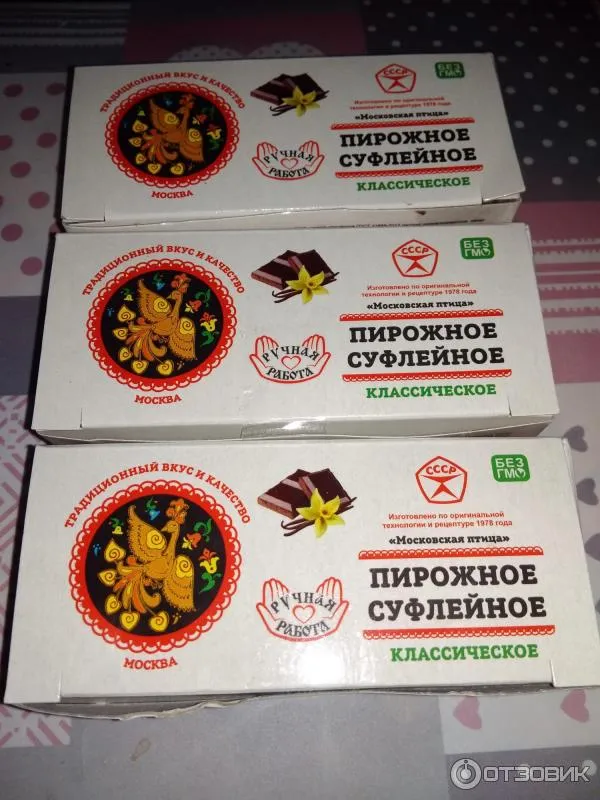 ТРАДИЦИОННЫЙ ВКУС И КАЧЕСТВО
МОСКВА
РУЧНАЯ
РАБОТА
СССР
БЕЗ
ГМО
Изготовлено по оригинальной
технологии и рецептуре 1978 года
«Московская птица»
ПИРОЖНОЕ
СУФЛЕЙНОЕ
КЛАССИЧЕСКОЕ
ТРАДИЦИОННЫЙ ВКУС И КАЧЕСТВО
МОСКВА
РУЧНАЯ
РАБОТА
СССР
БЕЗ
ГМО
Изготовлено по оригинальной
технологии и рецептуре 1978 года
«Московская птица»
ПИРОЖНОЕ
СУФЛЕЙНОЕ
КЛАССИЧЕСКОЕ
ТРАДИЦИОННЫЙ ВКУС И КАЧЕСТВО
МОСКВА
РУЧНАЯ
РАБОТА
СССР
БЕЗ
ГМО
Изготовлено по оригинальной
технологии и рецептуре 1978 года
«Московская птица»
ПИРОЖНОЕ
СУФЛЕЙНОЕ
КЛАССИЧЕСКОЕ
ОТЗОВИК